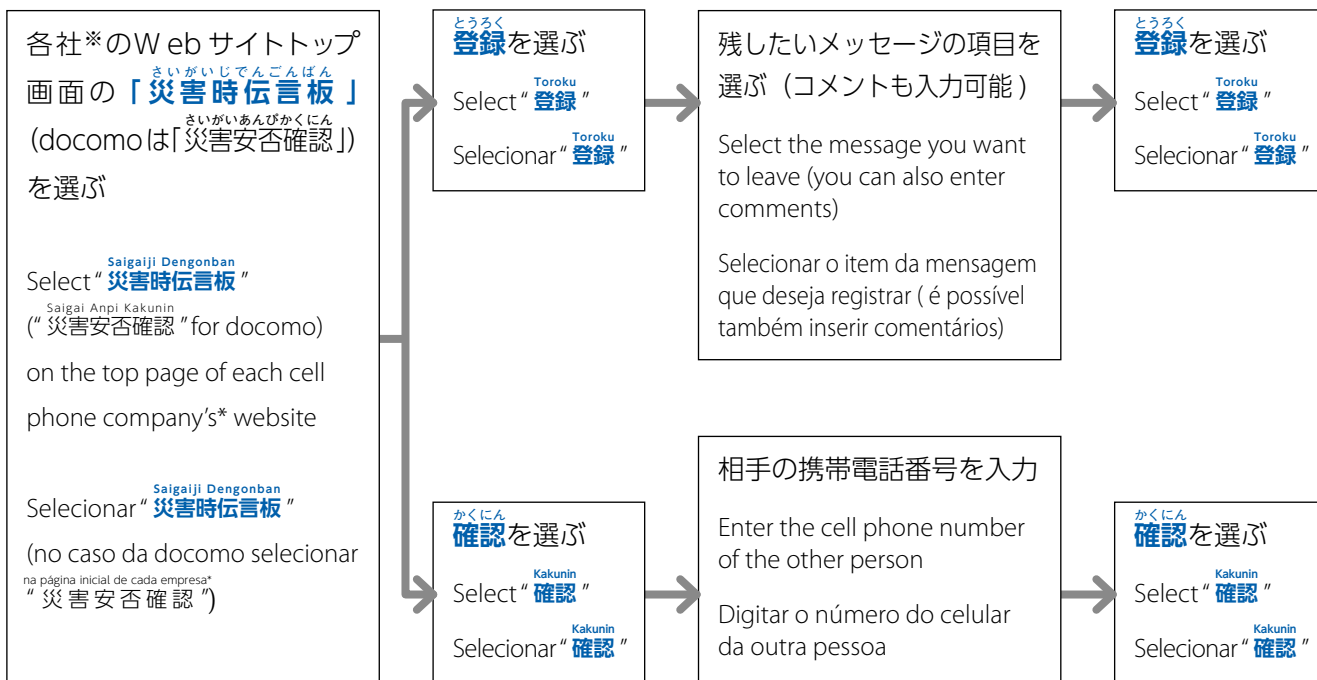 各社※のWebサイトトップ
さいがいじでんごんばん
画面の「災害時伝言板」
さいがいあんぴかくにん
(docomoは「災害安否確認」)
を選ぶ
Saigaiji Dengonban
Select “災害時伝言板”
Saigai Anpi Kakunin
(“災害安否確認” for docomo)
on the top page of each cell
phone company's* website
Saigaiji Dengonban
Selecionar “災害時伝言板”
(no caso da docomo selecionar
na página inicial de cada empresa*
“災害安否確認”)
とうろく
登録を選ぶ
Toroku
Select “登録”
Toroku
Selecionar “登録”
残したいメッセージの項目を
選ぶ（コメントも入力可能）
Select the message you want
to leave (you can also enter
comments)
Selecionar o item da mensagem
que deseja registrar ( é possível
também inserir comentários)
とうろく
登録を選ぶ
Toroku
Select “登録”
Toroku
Selecionar “登録”
かくにん
確認を選ぶ
Kakunin
Select “確認”
Kakunin
Selecionar “確認”
相手の携帯電話番号を入力
Enter the cell phone number
of the other person
Digitar o número do celular
da outra pessoa
かくにん
確認を選ぶ
Kakunin
Select “確認”
Kakunin
Selecionar “確認”